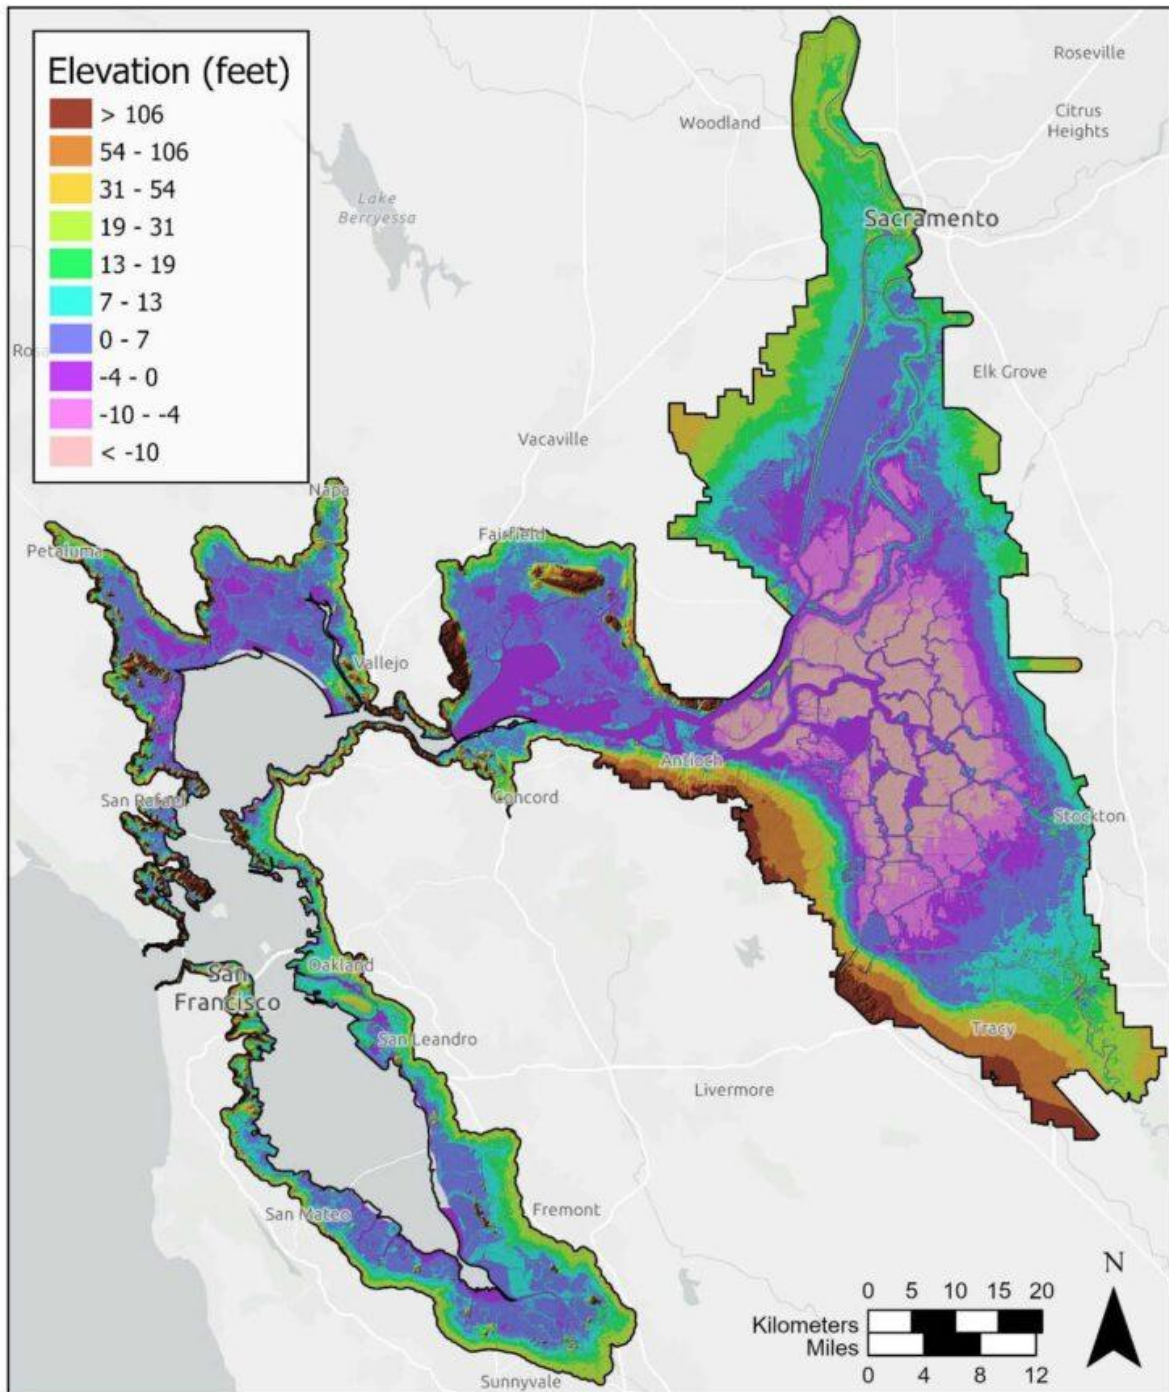 Elevation (feet)
> 106
54 - 106
31 - 54
19 - 31
13 - 19
7 - 13
0 - 7
-4 - 0
-10 - -4
< -10
Roseville
Citrus
Heights
Woodland
Lake
Berryessa
Sacramento
Elk Grove
Vacaville
Napa
Petaluma
Fairfield
Vallejo
Antioch
Concord
San Rafael
Stockton
Oakland
San
Francisco
San Leandro
Tracy
Livermore
San Mateo
Fremont
Sunnyvale
N
0 5 10 15 20
Kilometers
Miles
0 4 8 12